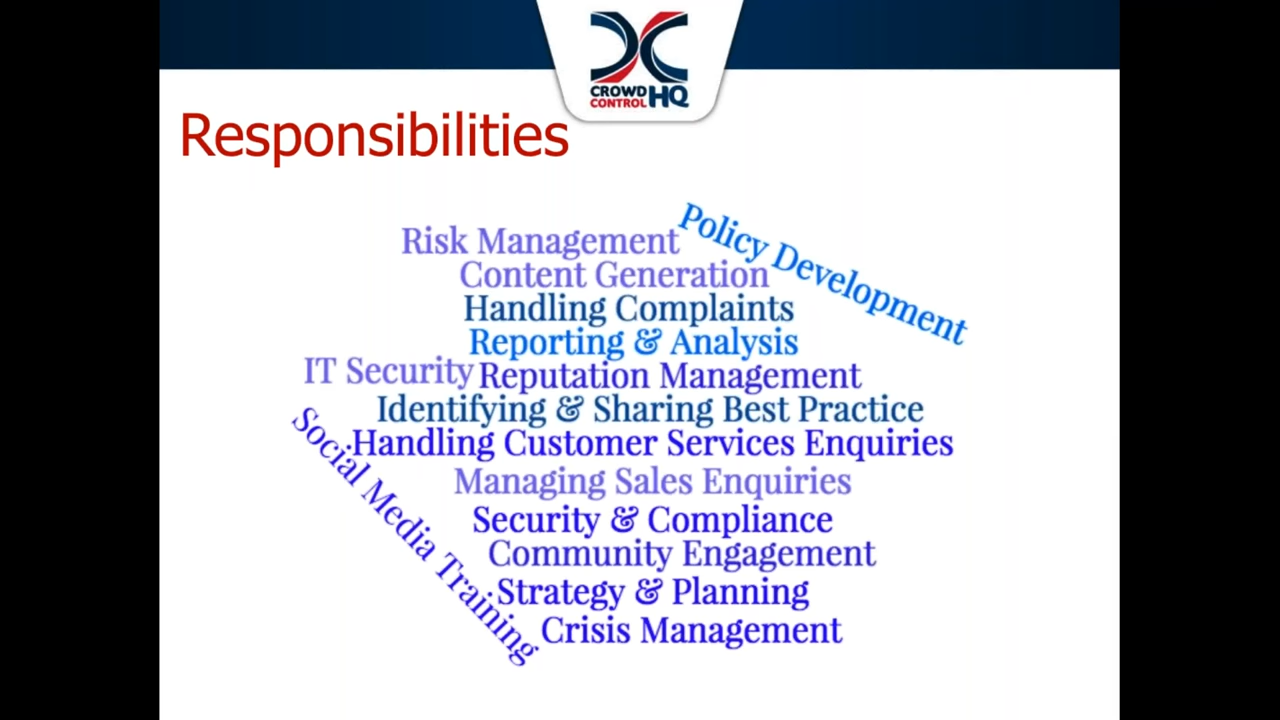 CROWD
CONTROL HQ
Responsibilities
Policy Development
Risk Management
Content Generation
Handling Complaints
Reporting & Analysis
IT Security
Reputation Management
Identifying & Sharing Best Practice
Social Media Training
Handling Customer Services Enquiries
Managing Sales Enquiries
Security & Compliance
Community Engagement
Strategy & Planning
Crisis Management